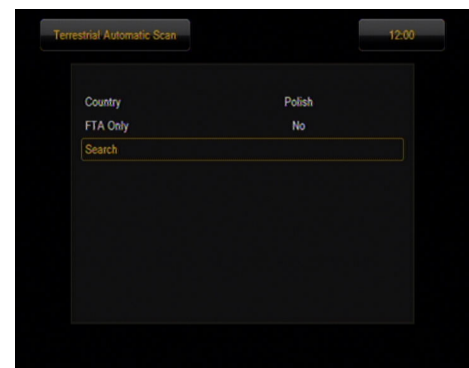 Terrestrial Automatic Scan 12:00
Country Polish
FTA Only No
Search